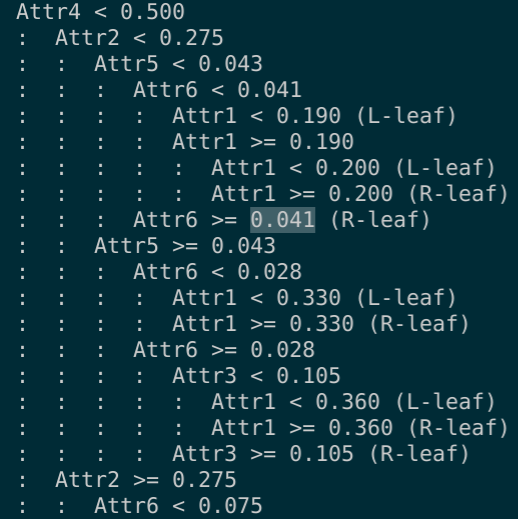 Attr4 < 0.500
:  Attr2 < 0.275
:  :  Attr5 < 0.043
:  :  :  Attr6 < 0.041
:  :  :  :  Attr1 < 0.190 (L-leaf)
:  :  :  :  Attr1 >= 0.190
:  :  :  :  :  Attr1 < 0.200 (L-leaf)
:  :  :  :  :  Attr1 >= 0.200 (R-leaf)
:  :  :  Attr6 >= 0.041 (R-leaf)
:  :  Attr5 >= 0.043
:  :  :  Attr6 < 0.028
:  :  :  :  Attr1 < 0.330 (L-leaf)
:  :  :  :  Attr1 >= 0.330 (R-leaf)
:  :  :  Attr6 >= 0.028
:  :  :  :  Attr3 < 0.105
:  :  :  :  :  Attr1 < 0.360 (L-leaf)
:  :  :  :  :  Attr1 >= 0.360 (R-leaf)
:  :  :  :  Attr3 >= 0.105 (R-leaf)
:  Attr2 >= 0.275
:  :  Attr6 < 0.075